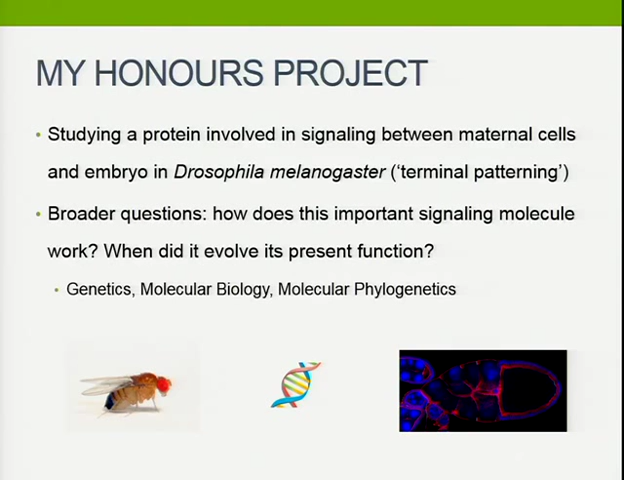 MY HONOURS PROJECT
• Studying a protein involved in signaling between maternal cells
and embryo in Drosophila melanogaster (‘terminal patterning’)
• Broader questions: how does this important signaling molecule
work? When did it evolve its present function?
• Genetics, Molecular Biology, Molecular Phylogenetics